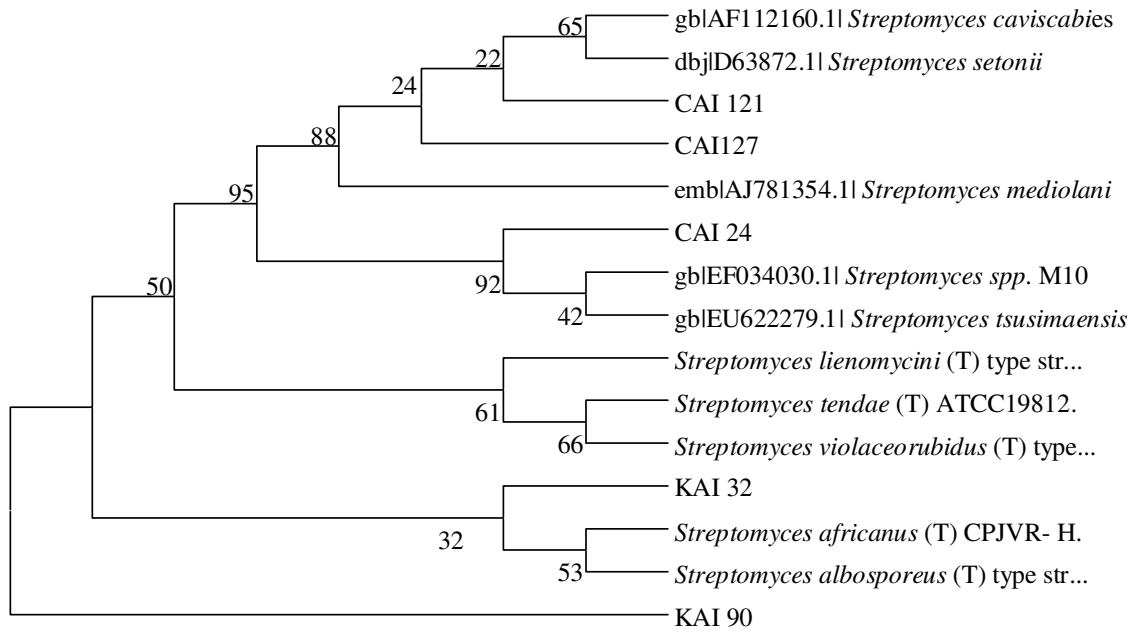 65 gb|AF112160.1| Streptomyces caviscabies
22 dbj|D63872.1| Streptomyces setonii
24 CAI 121
88 CAI127
95 emb|AJ781354.1| Streptomyces mediolani
CAI 24
92 gb|EF034030.1| Streptomyces spp. M10
50
42 gb|EU622279.1| Streptomyces tsusimaensis
Streptomyces lienomycini (T) type str...
61 Streptomyces tendae (T) ATCC19812.
66 Streptomyces violaceorubidus (T) type...
KAI 32
32 Streptomyces africanus (T) CPJVR- H.
53 Streptomyces albosporeus (T) type str...
KAI 90